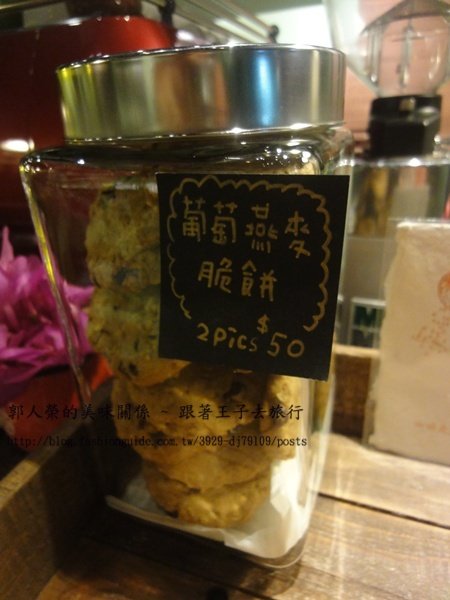 葡萄燕麥
脆餅
2pics $50
郭人榮的美味關係 ~ 跟著王子去旅行
http://blog.fashionguide.com.tw/3929-dj79109/posts